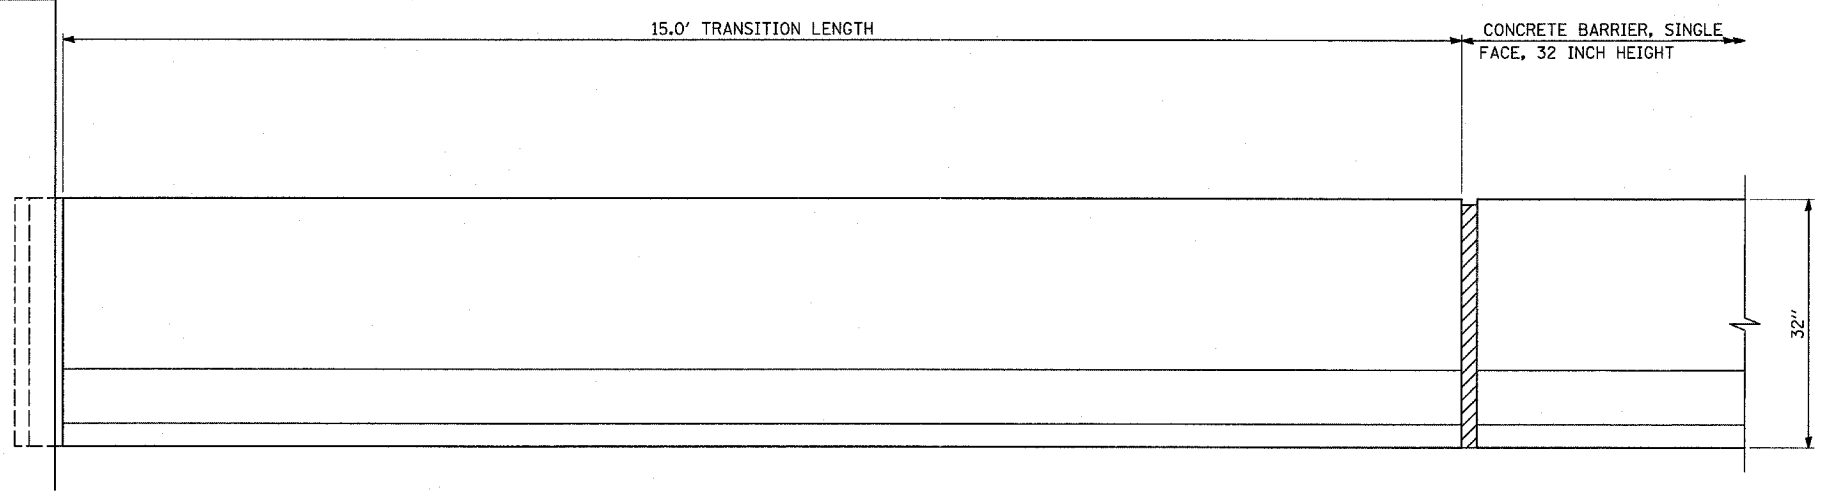 15.0' TRANSITION LENGTH
CONCRETE BARRIER, SINGLE
FACE, 32 INCH HEIGHT
32"